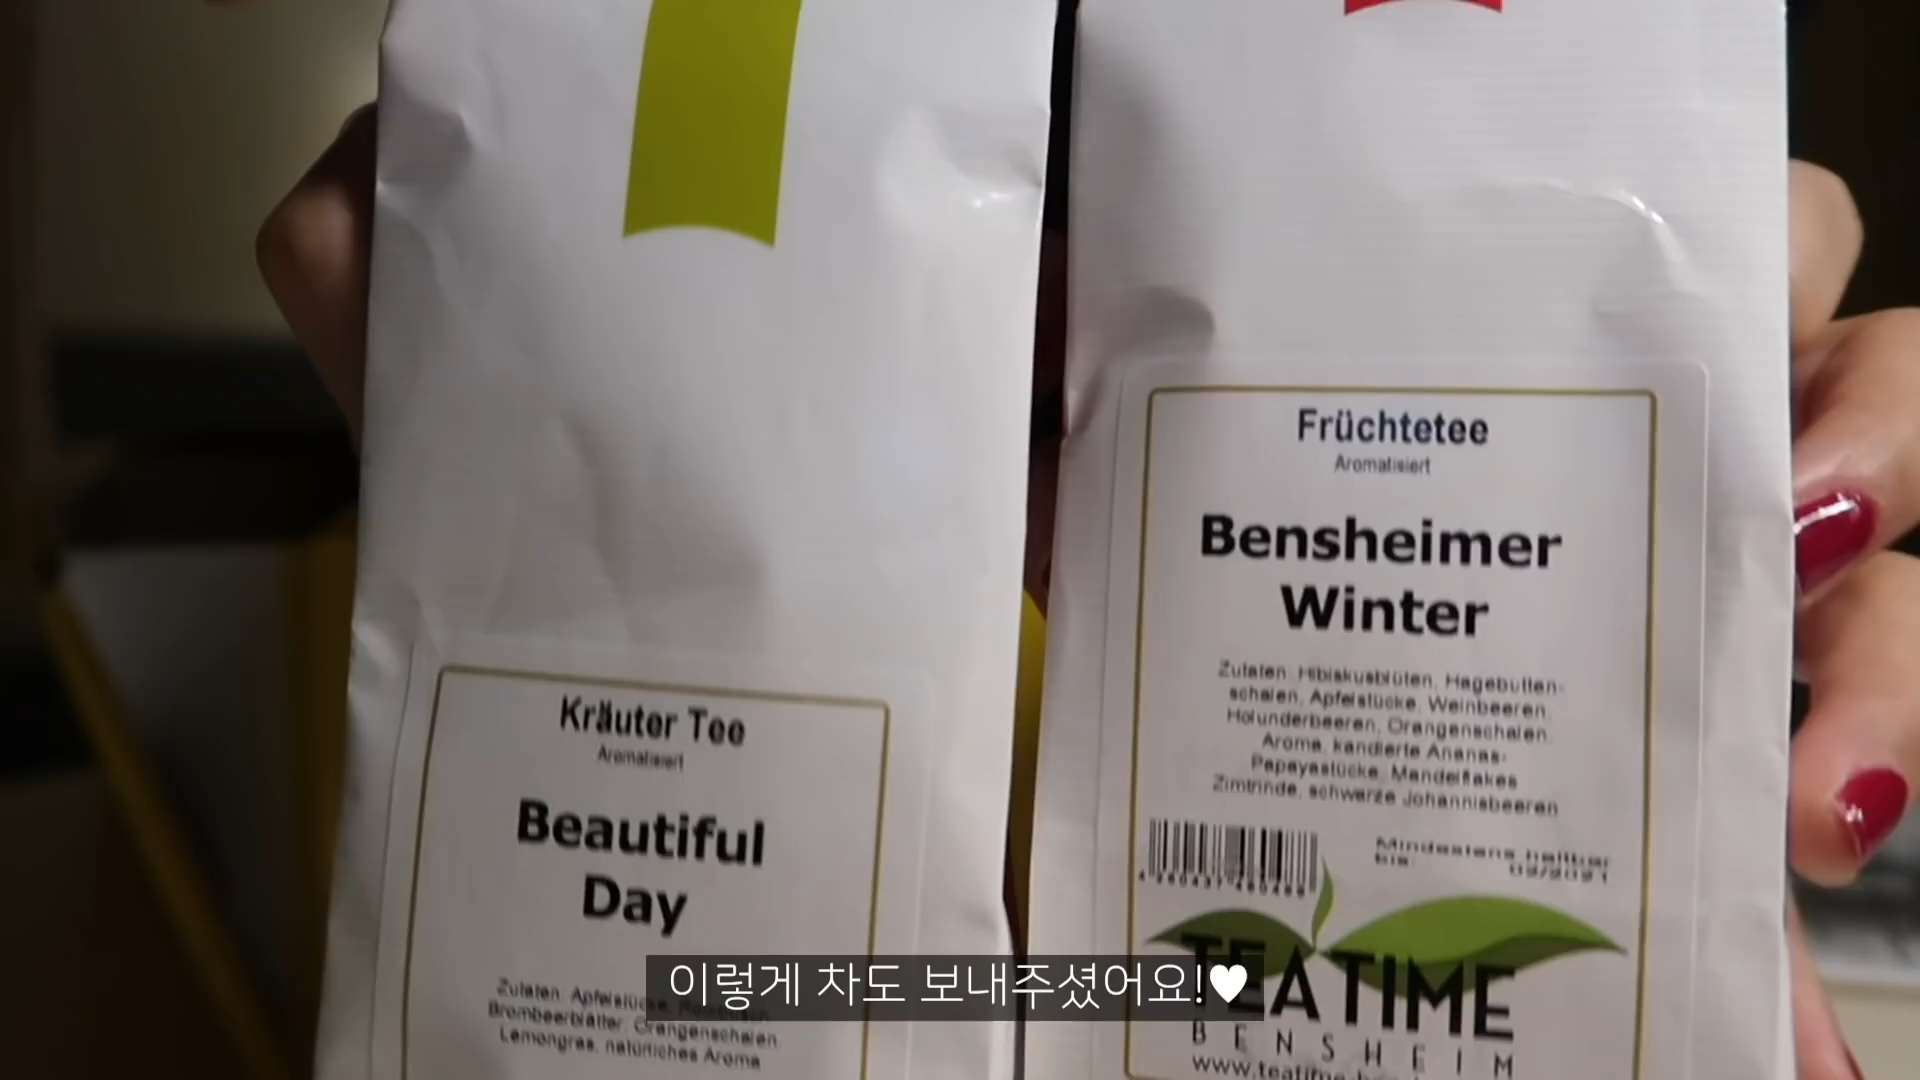 Kräuter Tee
Aromatisiert
Beautiful
Day
Zutaten: Apfelstücke,
Brombeerblätter, Orangenschalen,
Lemongras, natürliches Aroma
Früchtetee
Aromatisiert
Bensheimer
Winter
Zutaten: Hibiskusblüten, Hagebutten-
schalen, Apfelstücke, Weinbeeren,
Holunderbeeren, Orangenschalen,
Aroma, kandierte Ananas-
Papayastücke, Mandelflakes
Zimtrinde, schwarze Johannisbeeren
Mindestens haltbar
bis: 09/2021
TEATIME
BENSHEIM
이렇게 차도 보내주셨어요!♥